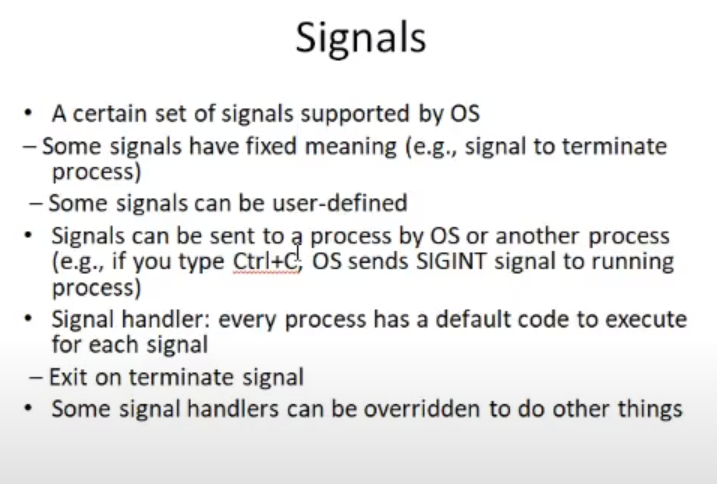 Signals
• A certain set of signals supported by OS
– Some signals have fixed meaning (e.g., signal to terminate
process)
– Some signals can be user-defined
• Signals can be sent to a process by OS or another process
(e.g., if you type Ctrl+C, OS sends SIGINT signal to running
process)
• Signal handler: every process has a default code to execute
for each signal
– Exit on terminate signal
• Some signal handlers can be overridden to do other things